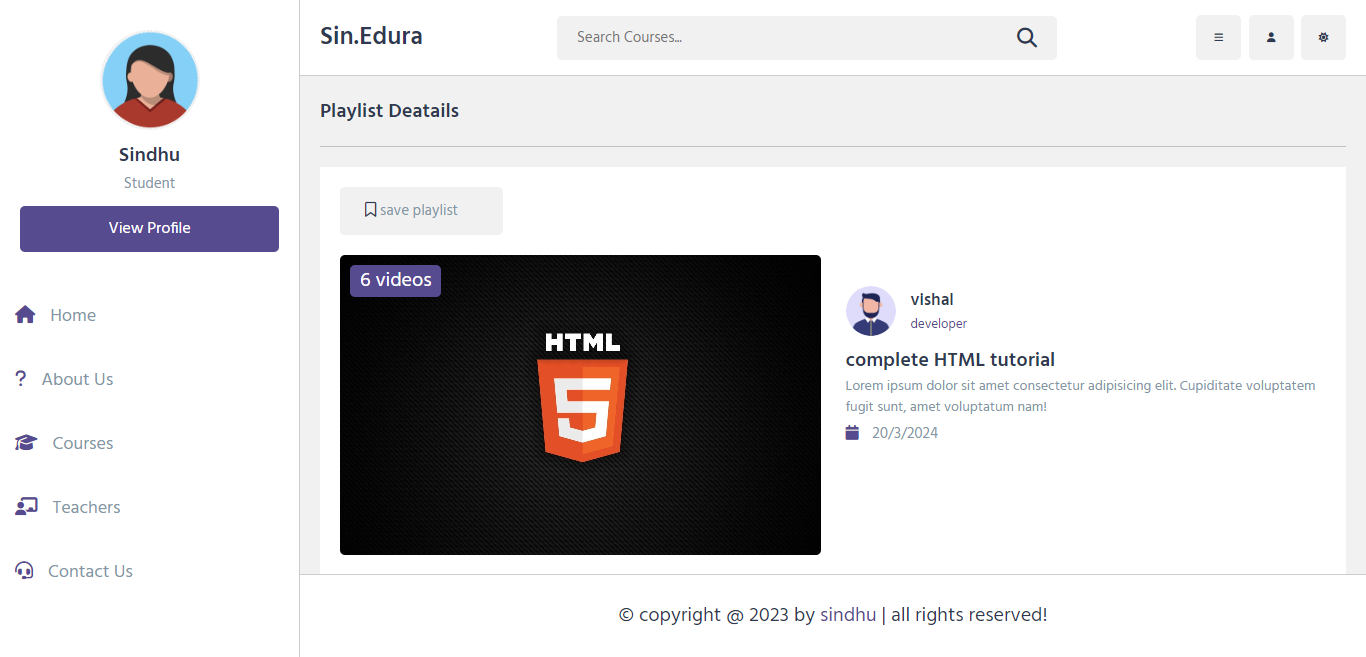 Sindhu
Student
View Profile
Home
About Us
Courses
Teachers
Contact Us
Sin.Edura
Search Courses...
Playlist Deatails
save playlist
6 videos
HTML
vishal
developer
complete HTML tutorial
Lorem ipsum dolor sit amet consectetur adipisicing elit. Cupiditate voluptatem
fugit sunt, amet voluptatum nam!
20/3/2024
© copyright @ 2023 by sindhu | all rights reserved!